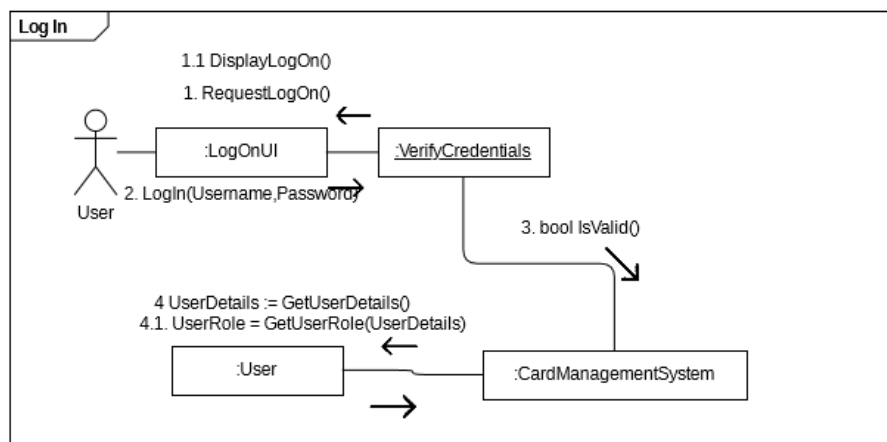 Log In
1.1 DisplayLogOn()
1. RequestLogOn()
:LogOnUI
:VerifyCredentials
2. LogIn(Username,Password)
User
3. bool IsValid()
4 UserDetails := GetUserDetails()
4.1. UserRole = GetUserRole(UserDetails)
:User
:CardManagementSystem